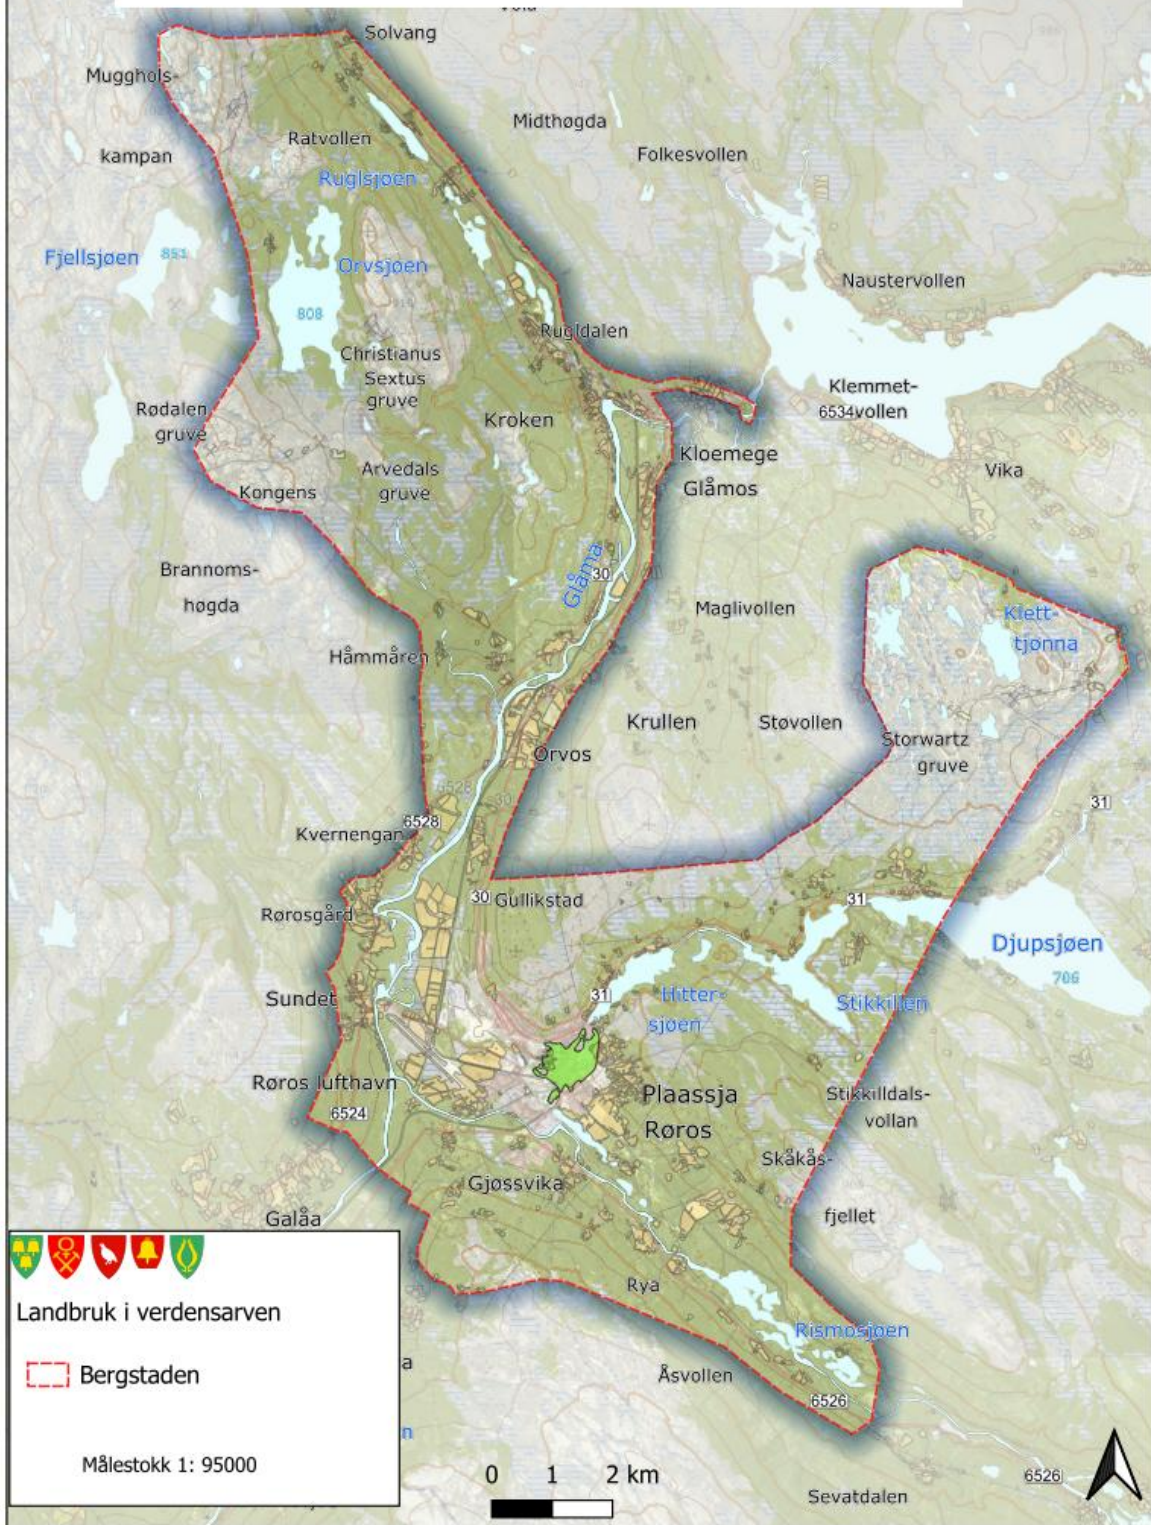 Solvang
Mugghols-
kampan
Midthøgda
Ratvollen
Folkesvollen
Ruglsjøen
Fjellsjøen
851
Orvsjøen
808
Naustervollen
Rugldalen
Christianus
Sextus
gruve
Klemmet-
vollen
6534
Rødalen
gruve
Kroken
Kloemege
Glåmos
Arvedals
gruve
Vika
Kongens
Brannoms-
høgda
Glåma
30
Maglivollen
Klett-
tjønna
Håmmåren
Krullen
Støvollen
Storwartz
gruve
Orvos
6528
30
31
Kvernengan
6528
30
Gullikstad
31
Rørosgård
Djupsjøen
706
Sundet
31
Hitter-
sjøen
Stikkillen
Røros lufthavn
6524
Plaassja
Røros
Stikkilldals-
vollan
Skåkås-
fjellet
Gjøssvika
Galåa
Rya
Rismosjøen
Åsvollen
6526
a
n
Landbruk i verdensarven
Bergstaden
Målestokk 1: 95000
0 1 2 km
6526
Sevatdalen